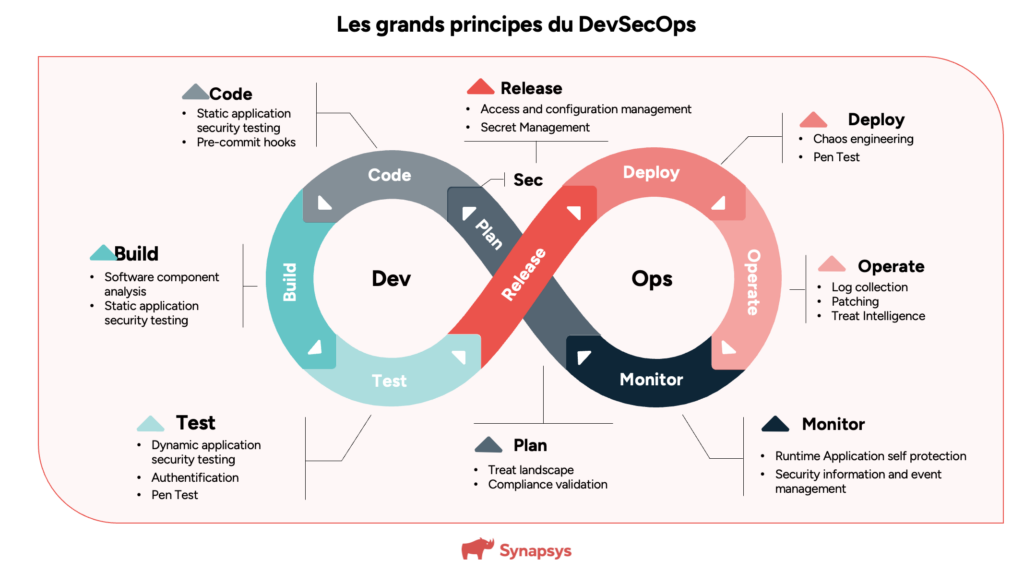 Les grands principes du DevSecOps
Code
• Static application
security testing
• Pre-commit hooks
Release
• Access and configuration management
• Secret Management
Deploy
• Chaos engineering
• Pen Test
Sec
Code
Plan
Release
Deploy
Build
Dev
Ops
Operate
Test
Monitor
Build
• Software component
analysis
• Static application
security testing
Operate
• Log collection
• Patching
• Treat Intelligence
Test
• Dynamic application
security testing
• Authentification
• Pen Test
Plan
• Treat landscape
• Compliance validation
Monitor
• Runtime Application self protection
• Security information and event
management
Synapsys